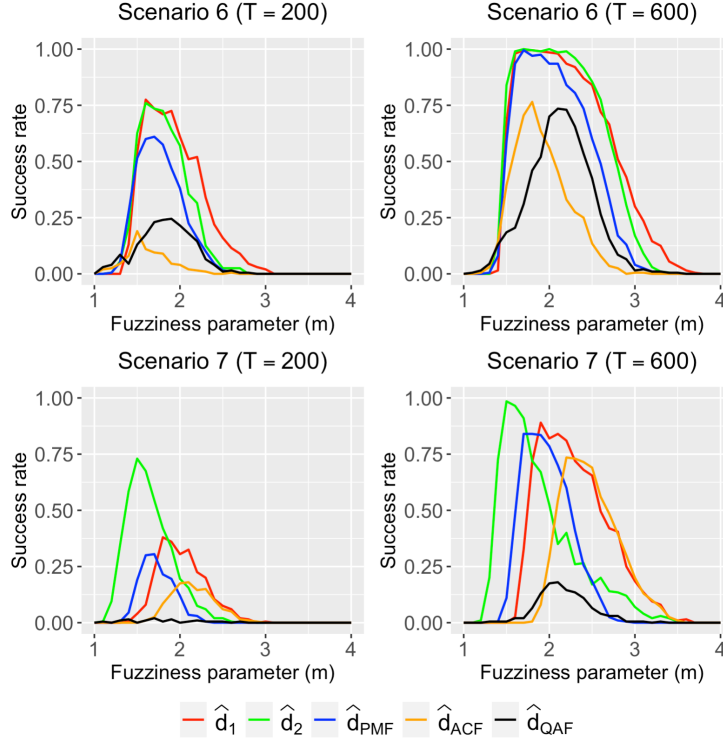 Scenario 6 (T = 200)
Scenario 6 (T = 600)
Success rate
1.00
0.75
0.50
0.25
0.00
1 2 3 4
Fuzziness parameter (m)
Success rate
1.00
0.75
0.50
0.25
0.00
1 2 3 4
Fuzziness parameter (m)
Scenario 7 (T = 200)
Scenario 7 (T = 600)
Success rate
1.00
0.75
0.50
0.25
0.00
1 2 3 4
Fuzziness parameter (m)
Success rate
1.00
0.75
0.50
0.25
0.00
1 2 3 4
Fuzziness parameter (m)
d̂₁ d̂₂ d̂_PMF d̂_ACF d̂_QAF